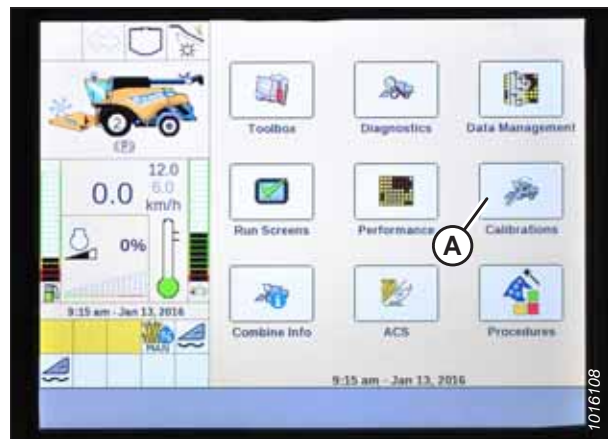 2
(P)
12.0
6.0
0.0 km/h
0%
9:15 am - Jan 13, 2016
MAN
Toolbox Diagnostics Data Management
Run Screens Performance Calibrations
A
Combine Info ACS Procedures
9:15 am - Jan 13, 2016
1016108